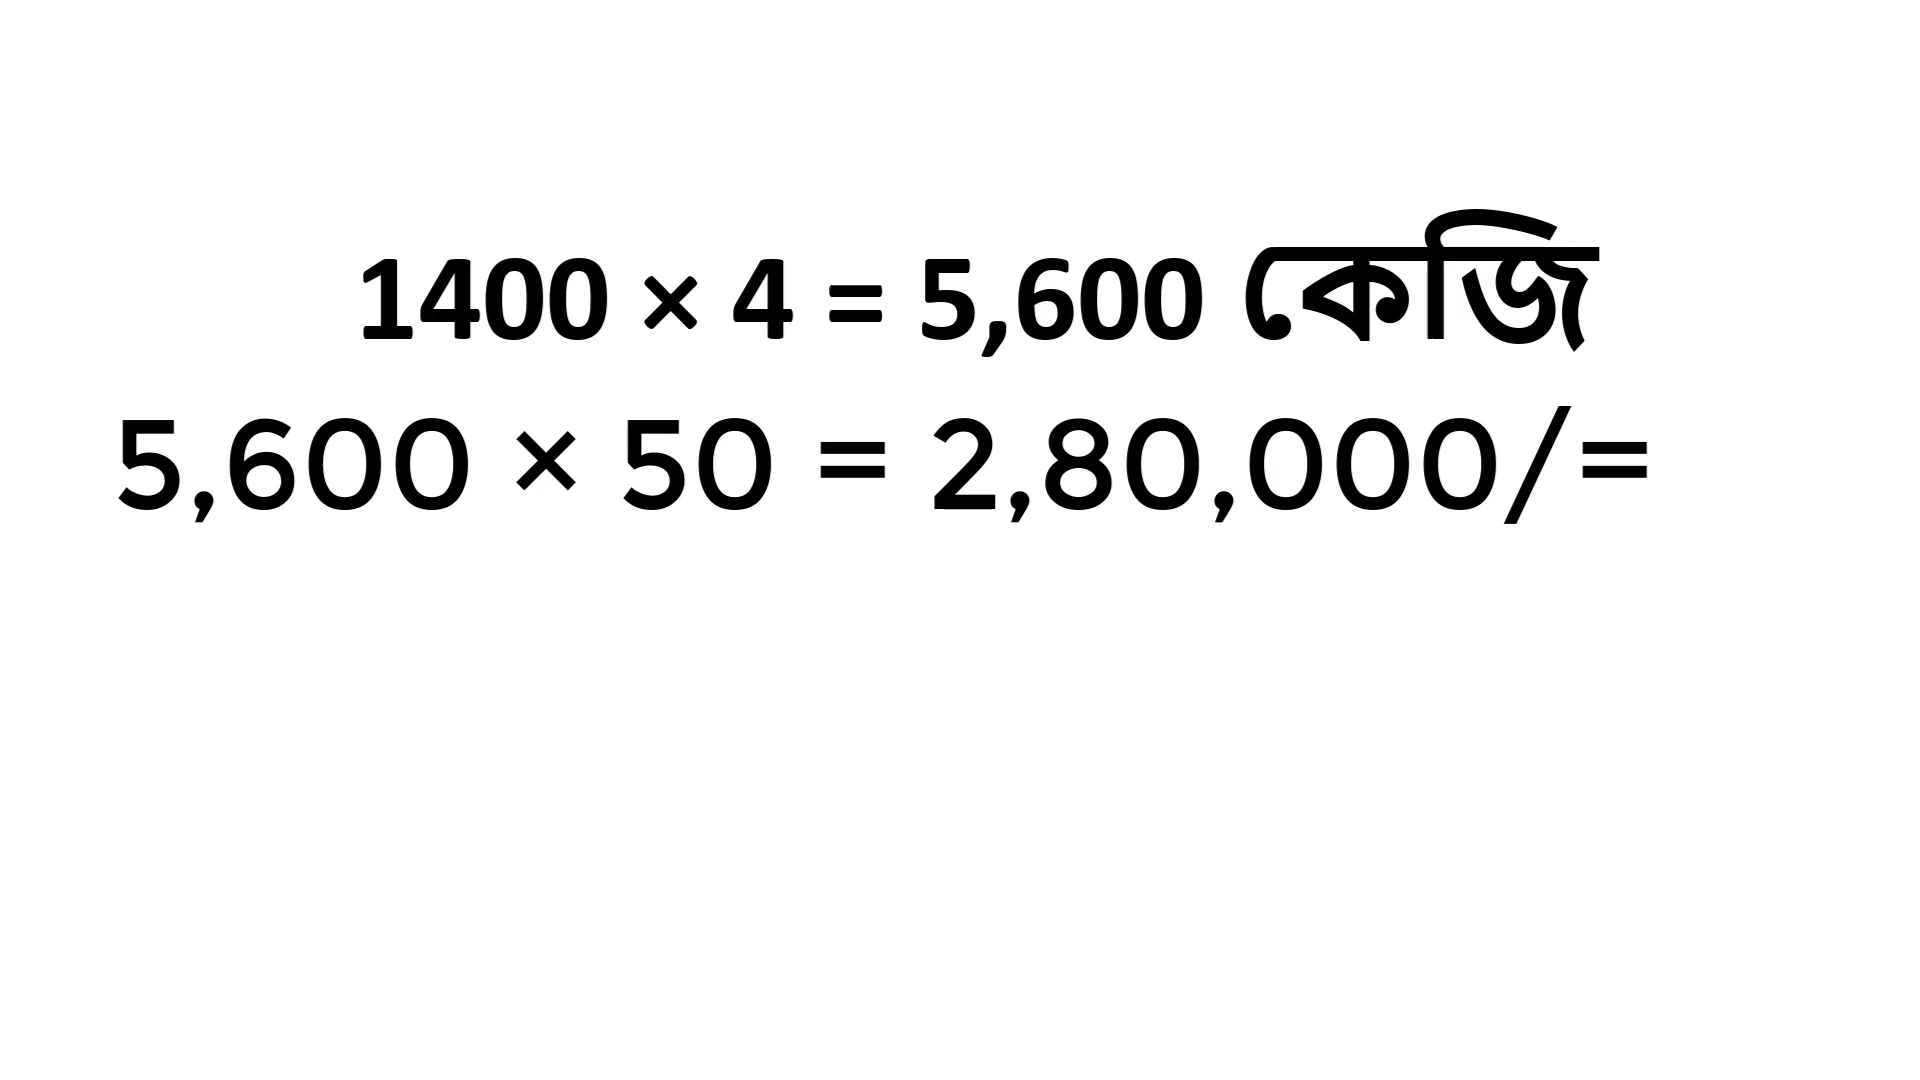 1400 × 4 = 5,600 কেজি
5,600 × 50 = 2,80,000/=